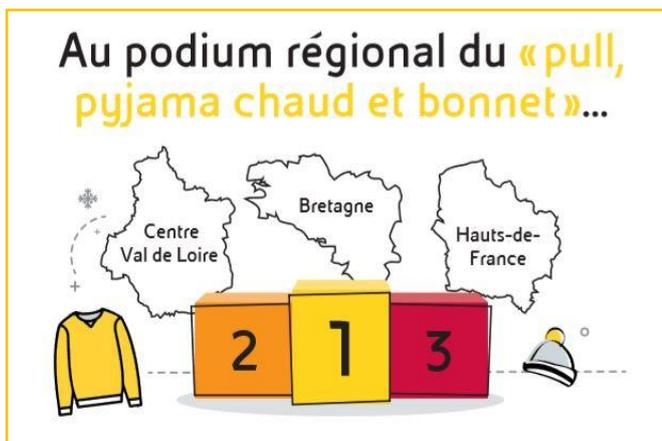 Au podium régional du « pull,
pyjama chaud et bonnet »...
Centre
Val de Loire
Bretagne
Hauts-de-
France
2
1
3